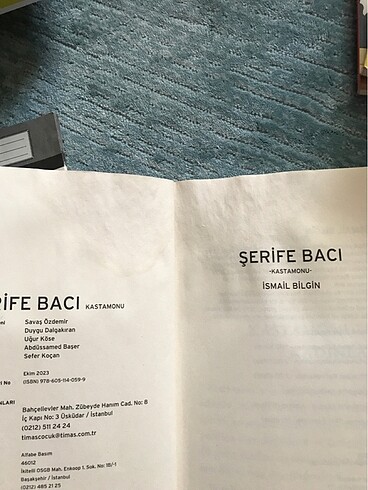 RİFE BACI KASTAMONU
Savaş Özdemir
Duygu Dalgakıran
Uğur Köse
Abdüssamed Başer
Sefer Koçan
Ekim 2023
(ISBN) 978-605-114-059-9
Bahçelievler Mah. Zübeyde Hanım Cad. No: 8
İç Kapı No: 3 Üsküdar / İstanbul
(0212) 511 24 24
timascocuk@timas.com.tr
Alfabe Basım
46012
İkitelli OSGB Mah. Enkoop 1. Sok. No: 1B/-1
Başakşehir / İstanbul
(0212) 485 21 25
ŞERİFE BACI
-KASTAMONU-
İSMAİL BİLGİN